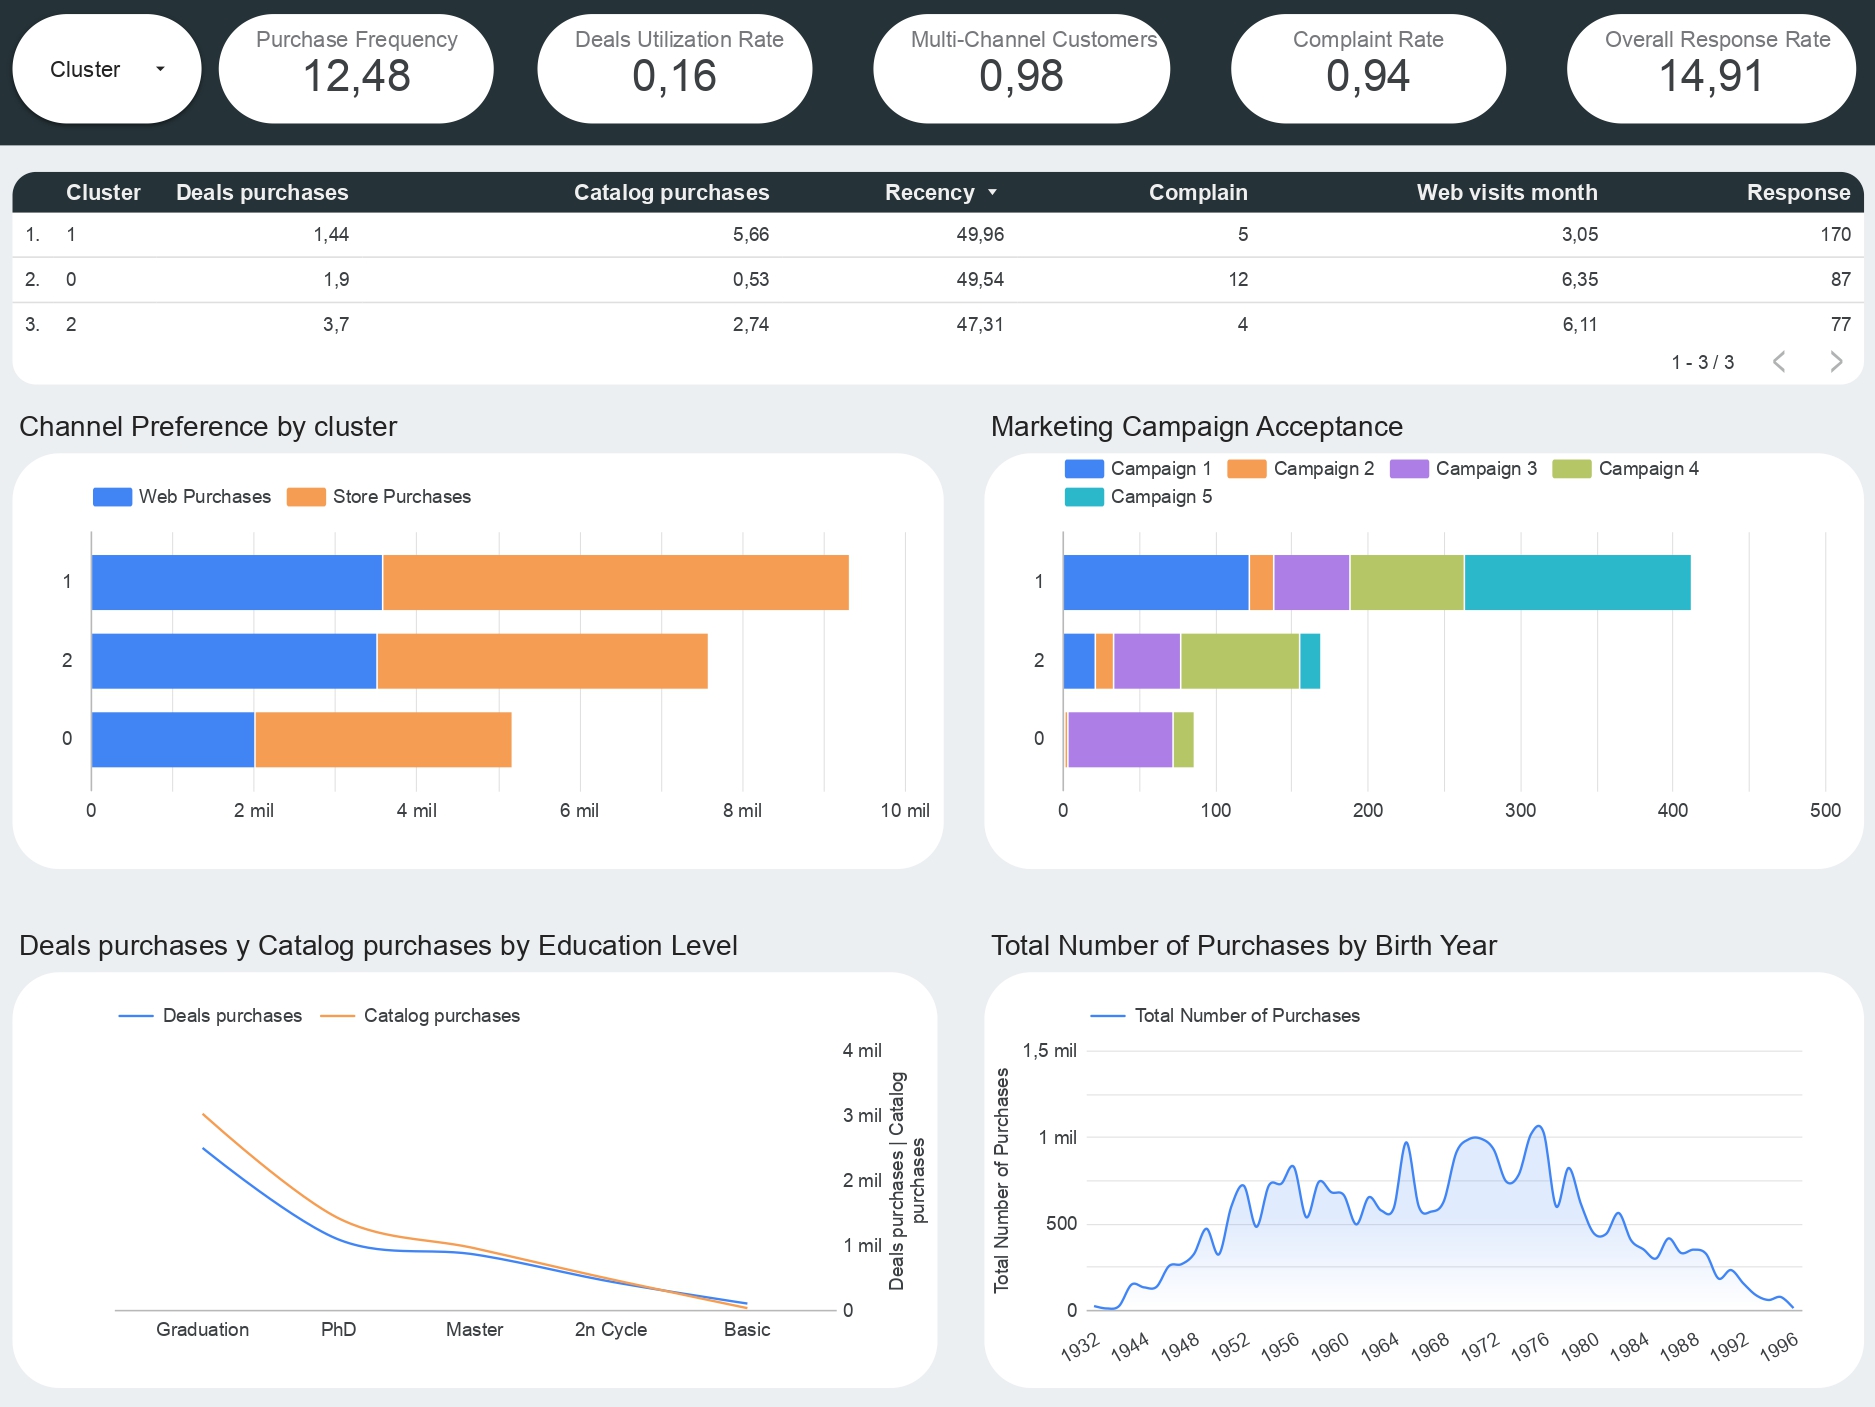 Cluster
Purchase Frequency
12,48
Deals Utilization Rate
0,16
Multi-Channel Customers
0,98
Complaint Rate
0,94
Overall Response Rate
14,91
Cluster Deals purchases Catalog purchases Recency Complain Web visits month Response
1. 1 1,44 5,66 49,96 5 3,05 170
2. 0 1,9 0,53 49,54 12 6,35 87
3. 2 3,7 2,74 47,31 4 6,11 77
1 - 3 / 3
Channel Preference by cluster
Web Purchases Store Purchases
1
2
0
0 2 mil 4 mil 6 mil 8 mil 10 mil
Marketing Campaign Acceptance
Campaign 1 Campaign 2 Campaign 3 Campaign 4
Campaign 5
1
2
0
0 100 200 300 400 500
Deals purchases y Catalog purchases by Education Level
Deals purchases Catalog purchases
4 mil
3 mil
2 mil
1 mil
0
Deals purchases | Catalog
purchases
Graduation PhD Master 2n Cycle Basic
Total Number of Purchases by Birth Year
Total Number of Purchases
Total Number of Purchases
1,5 mil
1 mil
500
0
1932 1944 1948 1952 1956 1960 1964 1968 1972 1976 1980 1984 1988 1992 1996